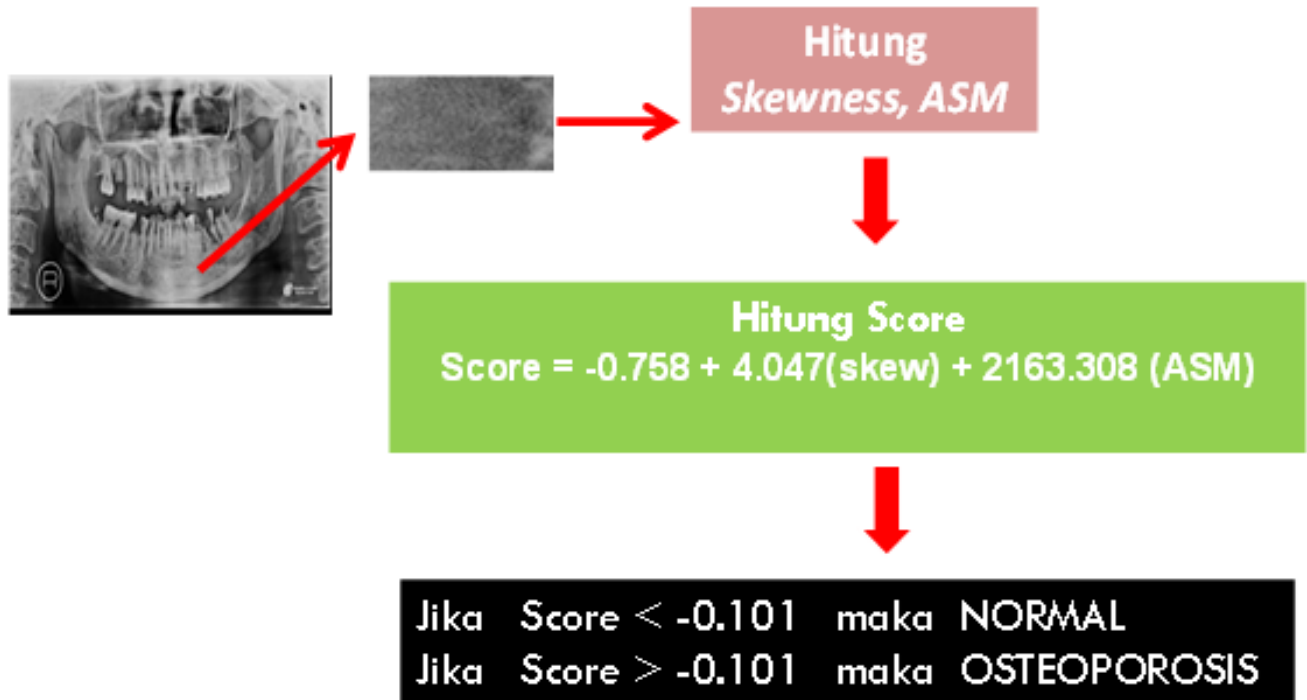 Hitung
Skewness, ASM
Hitung Score
Score = -0.758 + 4.047(skew) + 2163.308 (ASM)
Jika Score < -0.101 maka NORMAL
Jika Score > -0.101 maka OSTEOPOROSIS